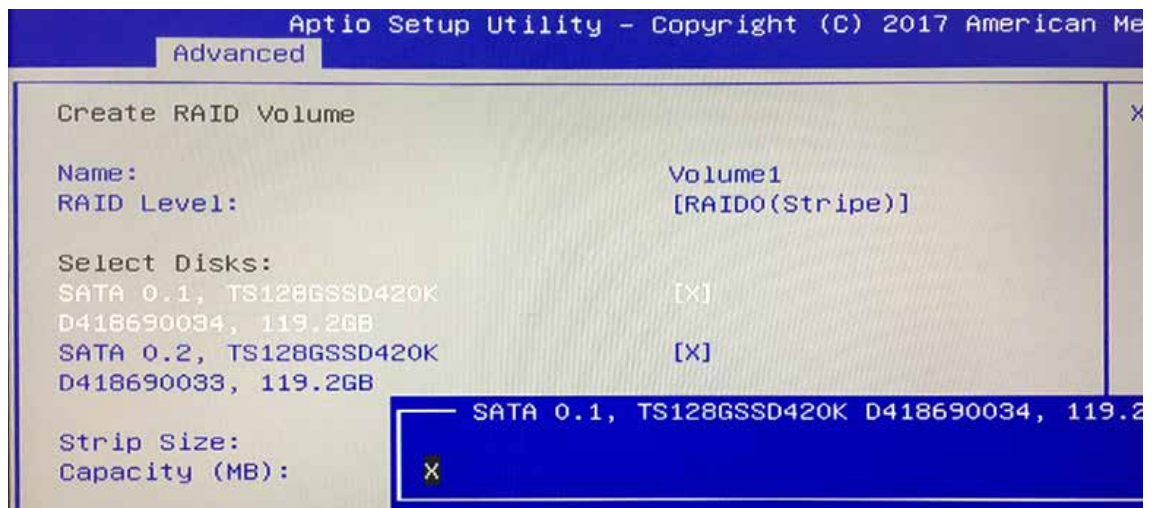 Aptio Setup Utility – Copyright (C) 2017 American Me
Advanced
Create RAID Volume
X
Name: Volume1
RAID Level: [RAID0(Stripe)]
Select Disks:
SATA 0.1, TS128GSSD420K [X]
D418690034, 119.2GB
SATA 0.2, TS128GSSD420K [X]
D418690033, 119.2GB
SATA 0.1, TS128GSSD420K D418690034, 119.2
Strip Size:
Capacity (MB): X